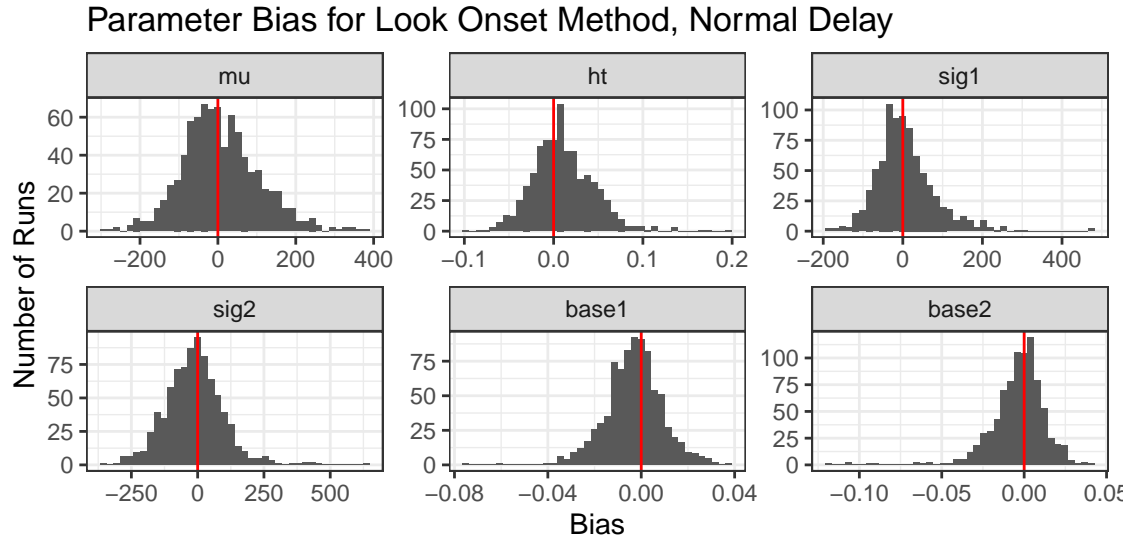 Parameter Bias for Look Onset Method, Normal Delay
mu
ht
sig1
60
40
20
0
100
75
50
25
0
100
75
50
25
0
−200 0 200 400
−0.1 0.0 0.1 0.2
−200 0 200 400
Number of Runs
sig2
base1
base2
75
50
25
0
75
50
25
0
100
75
50
25
0
−250 0 250 500
−0.08 −0.04 0.00 0.04
−0.10 −0.05 0.00 0.05
Bias